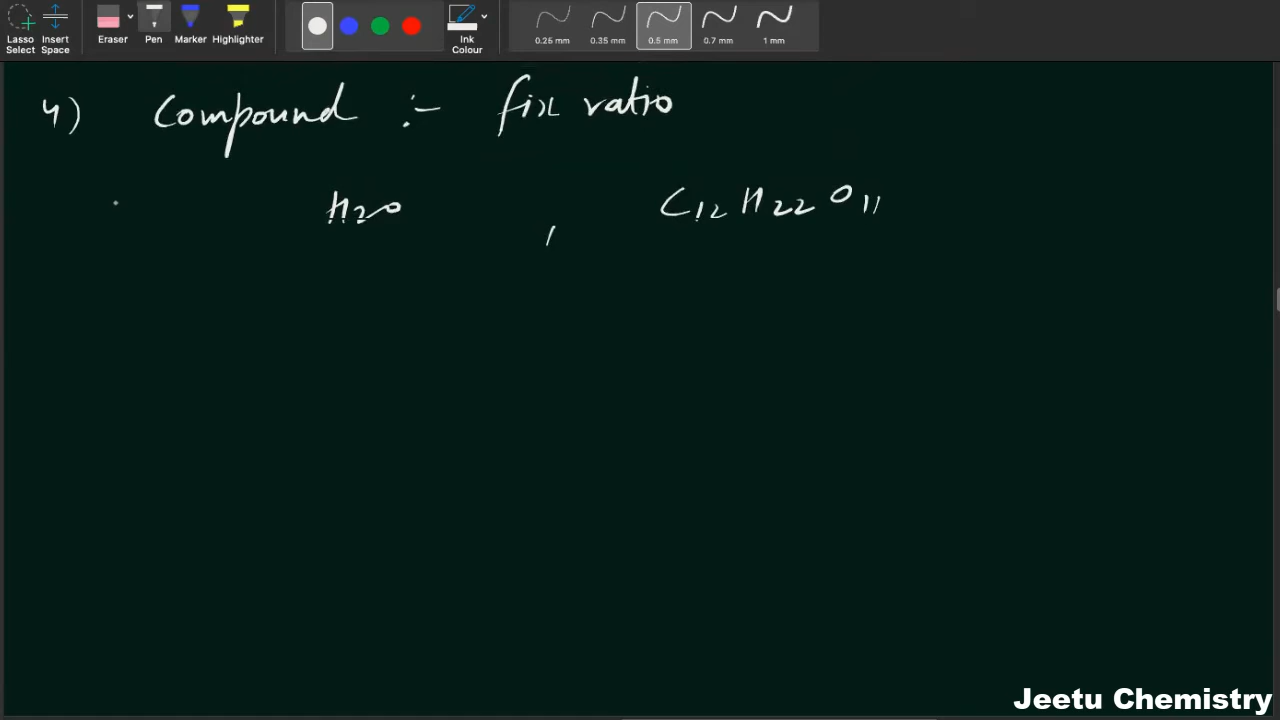 Lasso Select
Insert Space
Eraser
Pen
Marker
Highlighter
Ink Colour
0.25 mm
0.35 mm
0.5 mm
0.7 mm
1 mm
4) Compound :- fix ratio
H2O , C12H22O11
Jeetu Chemistry